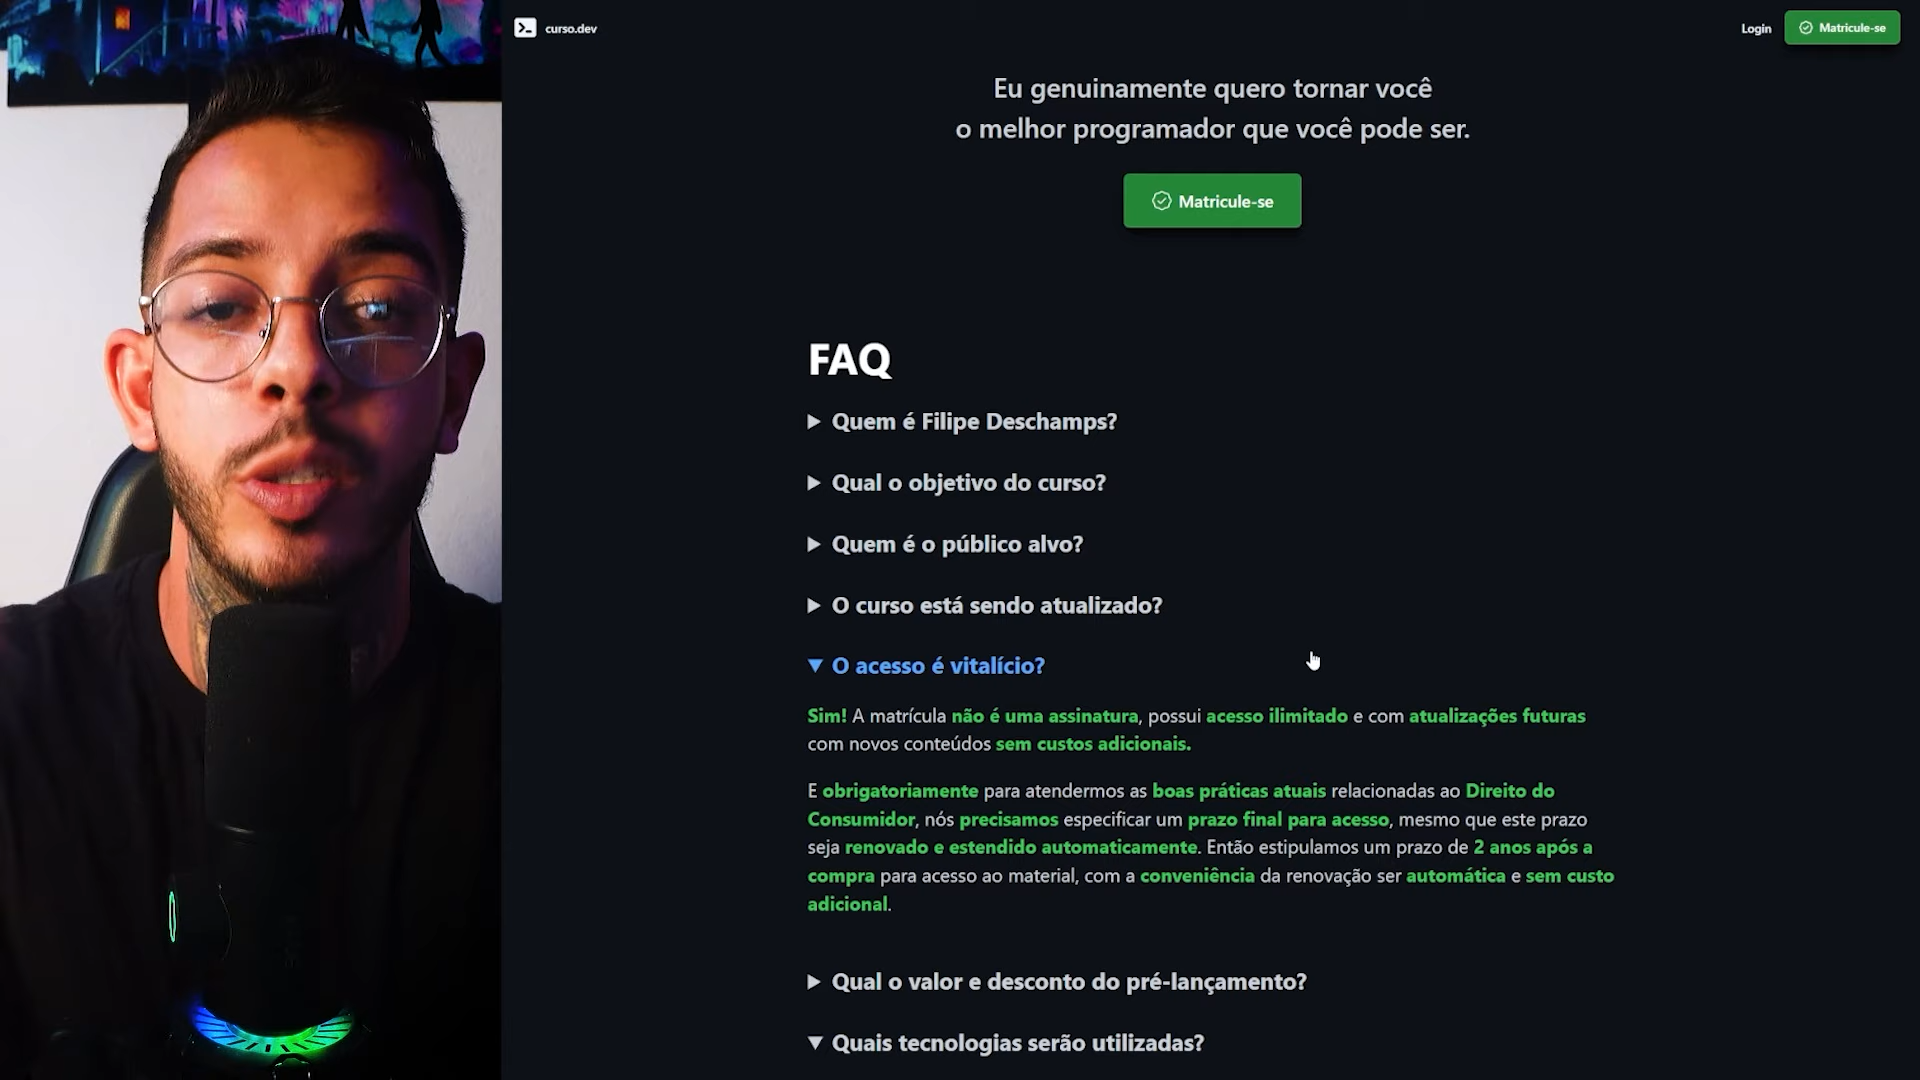 curso.dev
Login
Matricule-se
Eu genuinamente quero tornar você
o melhor programador que você pode ser.
Matricule-se
FAQ
Quem é Filipe Deschamps?
Qual o objetivo do curso?
Quem é o público alvo?
O curso está sendo atualizado?
O acesso é vitalício?
Sim! A matrícula não é uma assinatura, possui acesso ilimitado e com atualizações futuras
com novos conteúdos sem custos adicionais.
E obrigatoriamente para atendermos as boas práticas atuais relacionadas ao Direito do
Consumidor, nós precisamos especificar um prazo final para acesso, mesmo que este prazo
seja renovado e estendido automaticamente. Então estipulamos um prazo de 2 anos após a
compra para acesso ao material, com a conveniência da renovação ser automática e sem custo
adicional.
Qual o valor e desconto do pré-lançamento?
Quais tecnologias serão utilizadas?